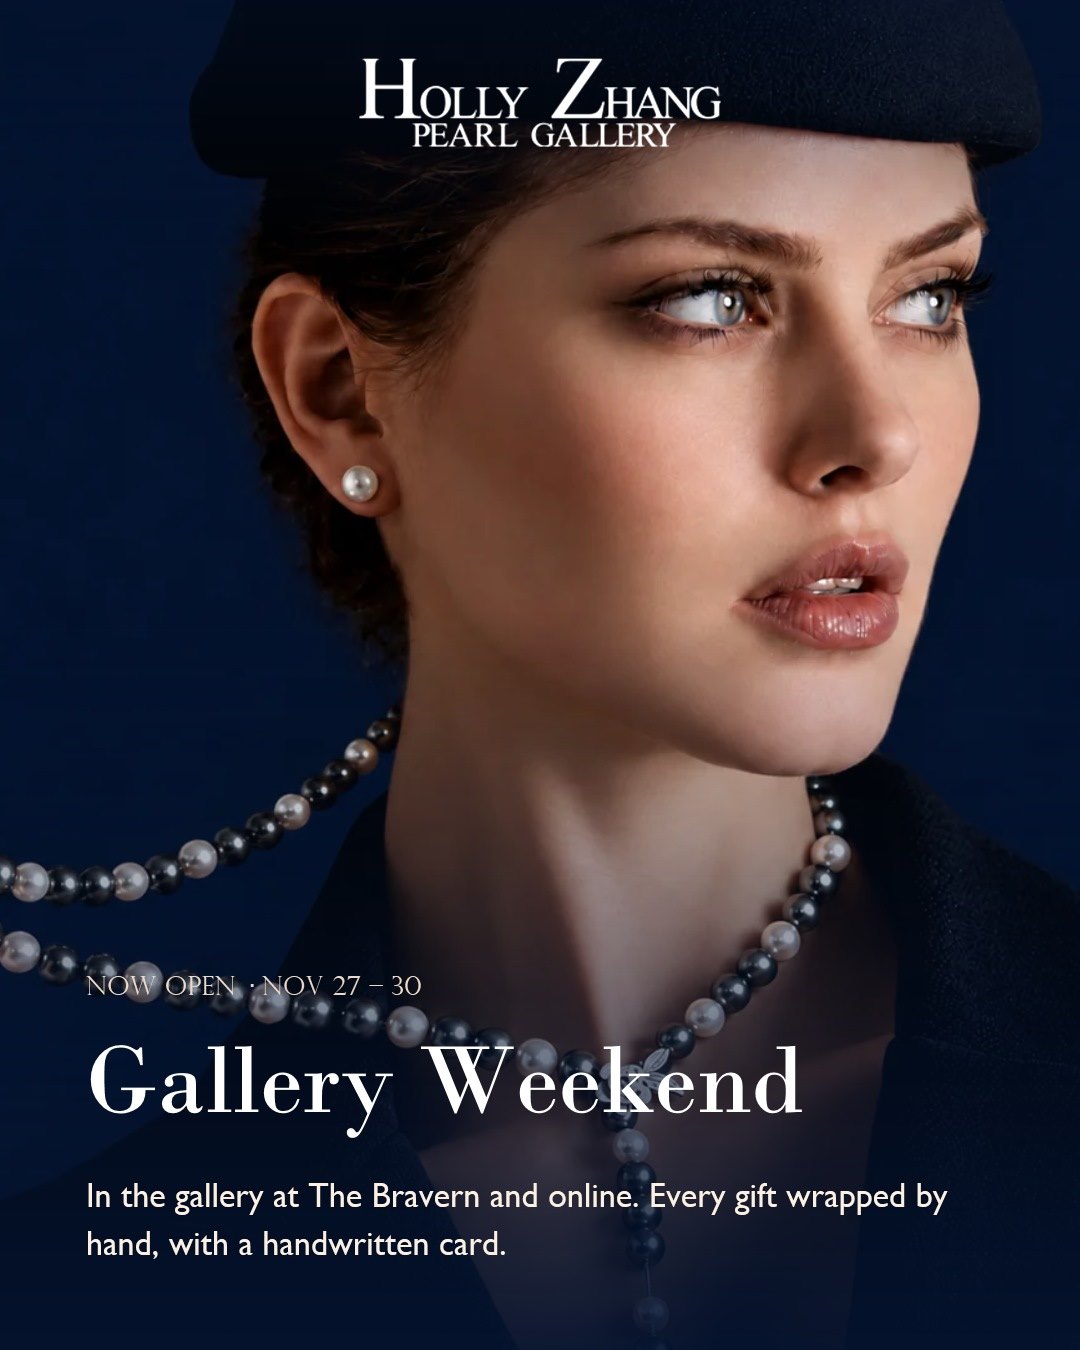 HOLLY ZHANG
PEARL GALLERY
NOW OPEN · NOV 27 – 30
Gallery Weekend
In the gallery at The Bravern and online. Every gift wrapped by
hand, with a handwritten card.